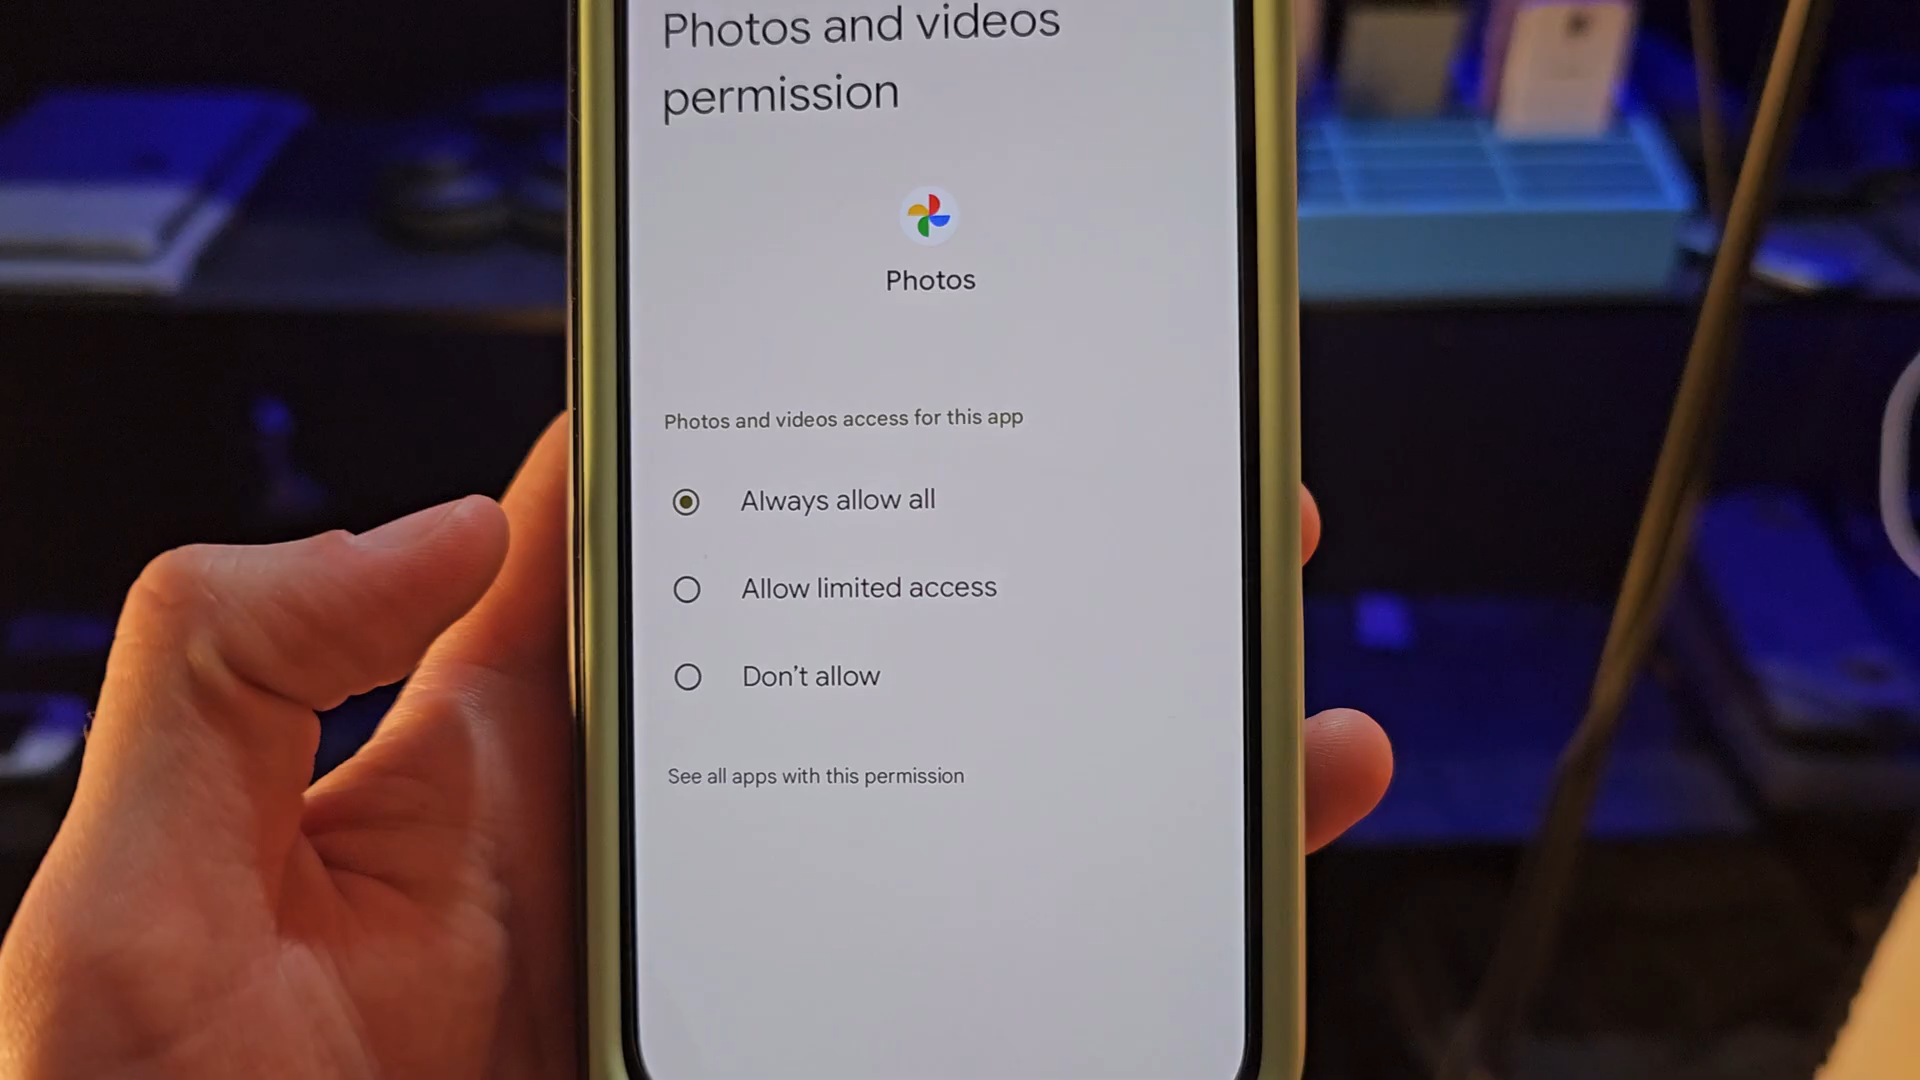 Photos and videos
permission
Photos
Photos and videos access for this app
Always allow all
Allow limited access
Don’t allow
See all apps with this permission